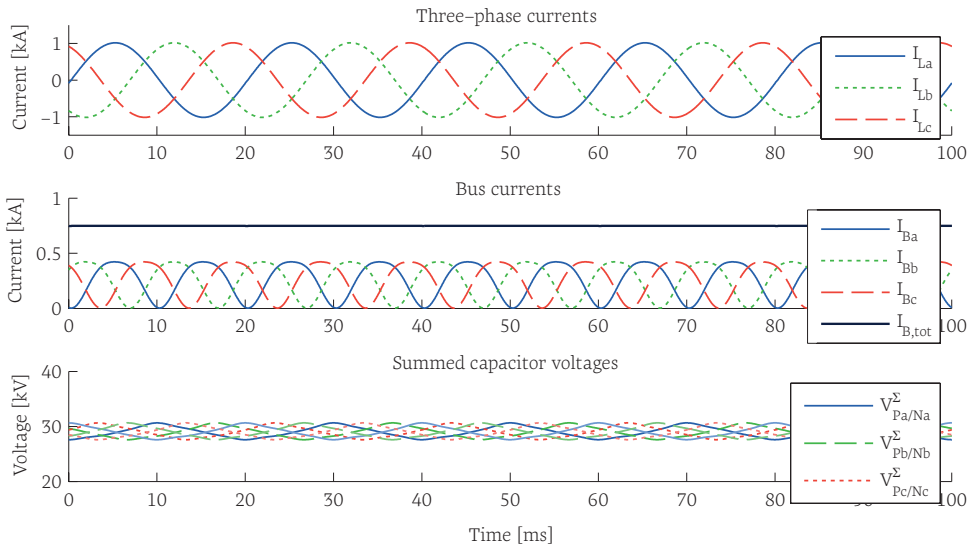 Three–phase currents
Current [kA]
1
0
−1
I_La
I_Lb
I_Lc
0 10 20 30 40 50 60 70 80 90 100
Bus currents
Current [kA]
1
0.5
0
I_Ba
I_Bb
I_Bc
I_B,tot
0 10 20 30 40 50 60 70 80 100
Summed capacitor voltages
Voltage [kV]
40
30
20
V^Σ_Pa/Na
V^Σ_Pb/Nb
V^Σ_Pc/Nc
0 10 20 30 40 50 60 70 80 90 100
Time [ms]